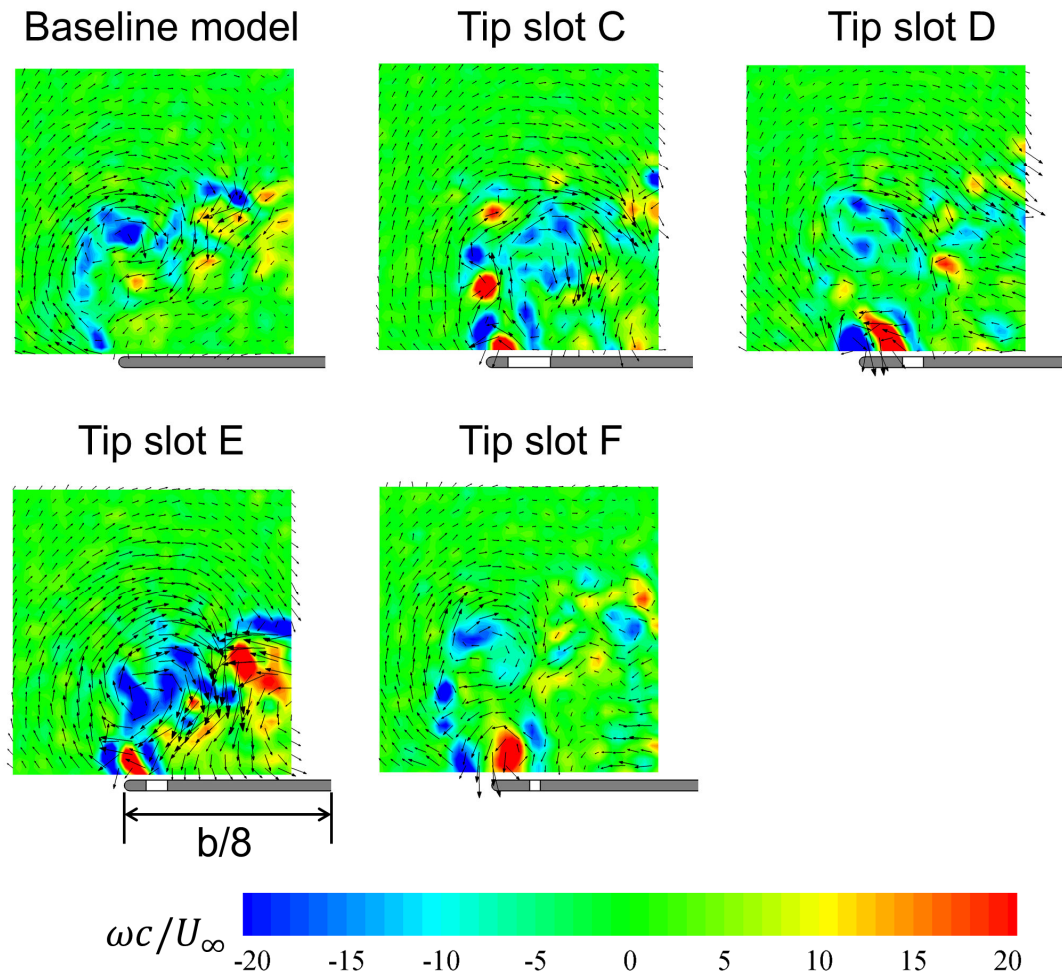 Baseline model
Tip slot C
Tip slot D
Tip slot E
Tip slot F
b/8
ωc/U∞
-20 -15 -10 -5 0 5 10 15 20